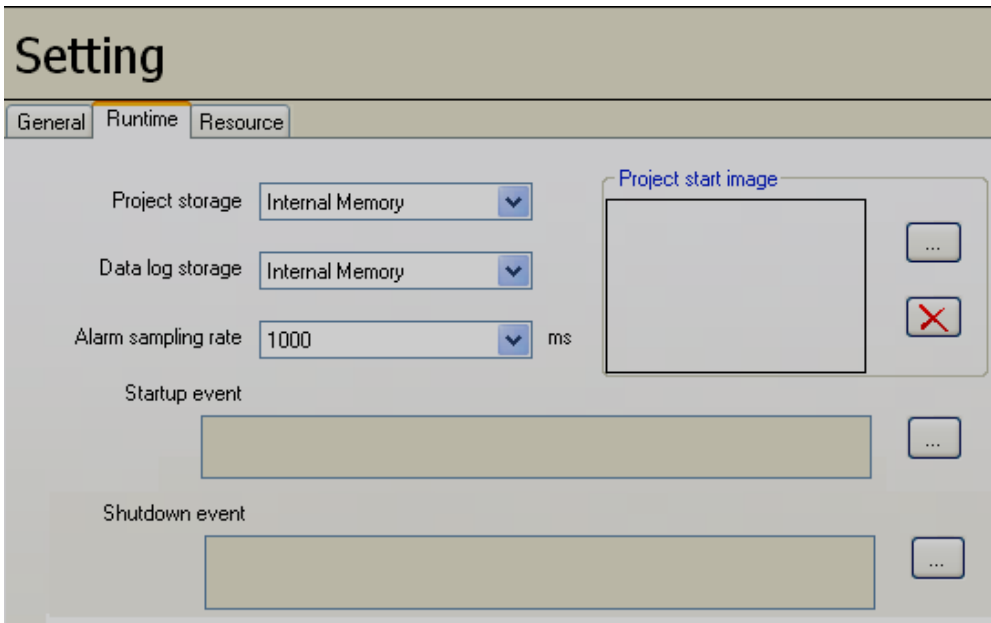 Setting
General Runtime Resource
Project storage Internal Memory Project start image
...
Data log storage Internal Memory
Alarm sampling rate 1000 ms
Startup event
...
Shutdown event
...